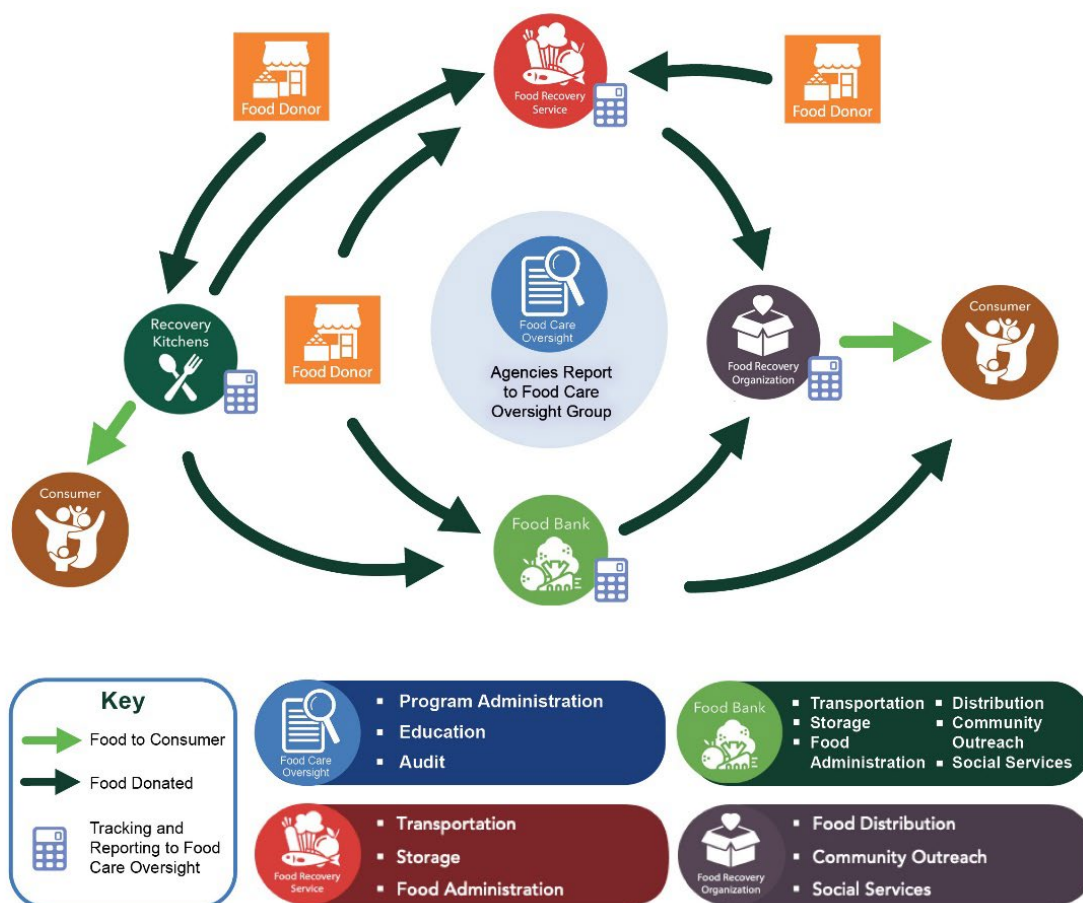 Food Donor
Food Recovery
Service
Food Donor
Recovery
Kitchens
Food Donor
Food Care
Oversight
Agencies Report
to Food Care
Oversight Group
Food Recovery
Organization
Consumer
Consumer
Food Bank
Key
Food to Consumer
Food Donated
Tracking and
Reporting to Food
Care Oversight
Food Care
Oversight
▪ Program Administration
▪ Education
▪ Audit
Food Bank
▪ Transportation
▪ Storage
▪ Food
Administration
▪ Distribution
▪ Community
Outreach
▪ Social Services
Food Recovery
Service
▪ Transportation
▪ Storage
▪ Food Administration
Food Recovery
Organization
▪ Food Distribution
▪ Community Outreach
▪ Social Services